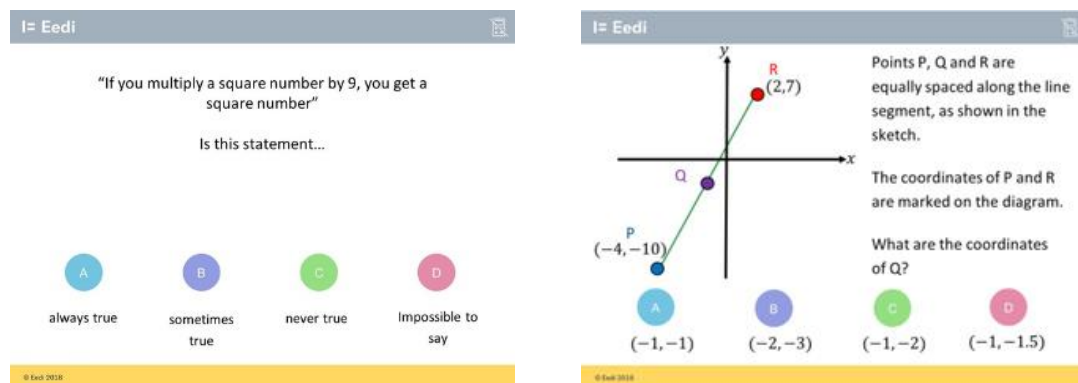 I= Eedi
"If you multiply a square number by 9, you get a
square number"
Is this statement...
A
B
C
D
always true
sometimes
true
never true
Impossible to
say
© Eedi 2018
I= Eedi
y
R
(2,7)
x
Q
P
(−4,−10)
Points P, Q and R are
equally spaced along the line
segment, as shown in the
sketch.
The coordinates of P and R
are marked on the diagram.
What are the coordinates
of Q?
A
B
C
D
(−1,−1)
(−2,−3)
(−1,−2)
(−1,−1.5)
© Eedi 2018